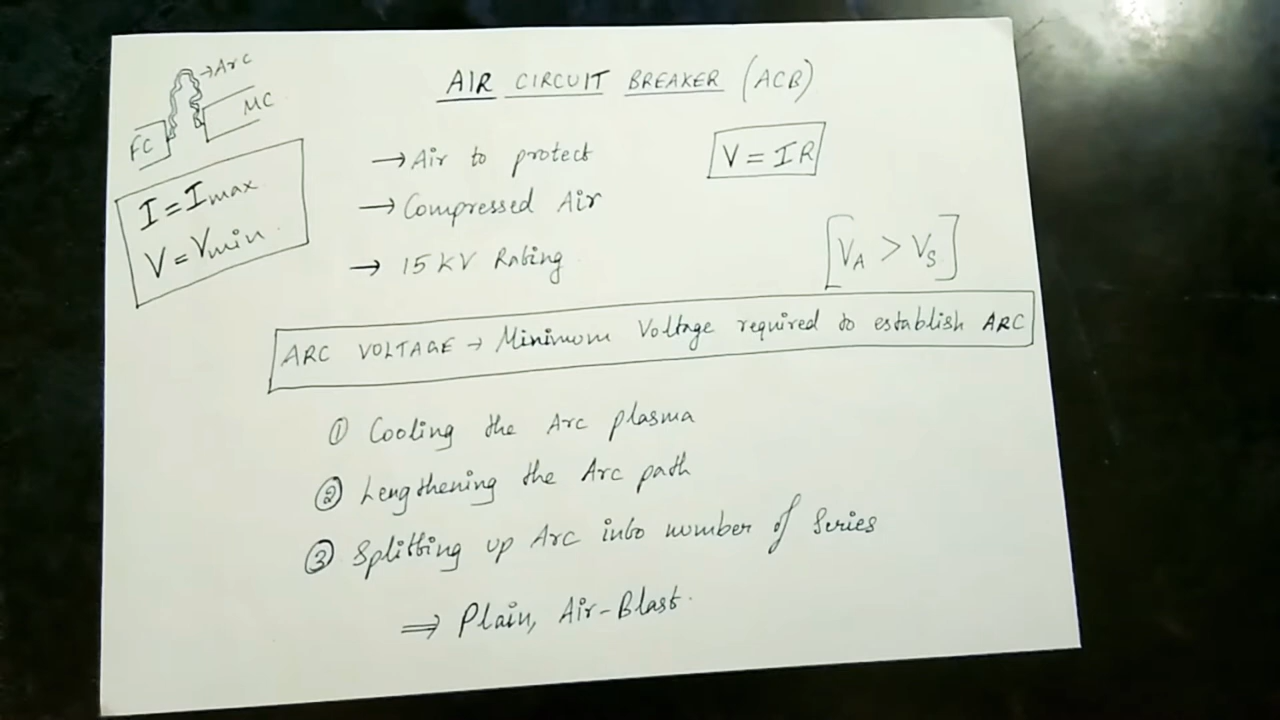 →Arc
MC
FC
I = Imax
V = Vmin
AIR CIRCUIT BREAKER (ACB)
→ Air to protect
→ Compressed Air
→ 15 KV Rating
V = IR
[VA > VS]
ARC VOLTAGE → Minimum Voltage required to establish ARC
① Cooling the Arc plasma
② Lengthening the Arc path
③ Splitting up Arc into number of Series
⇒ Plain, Air-Blast.